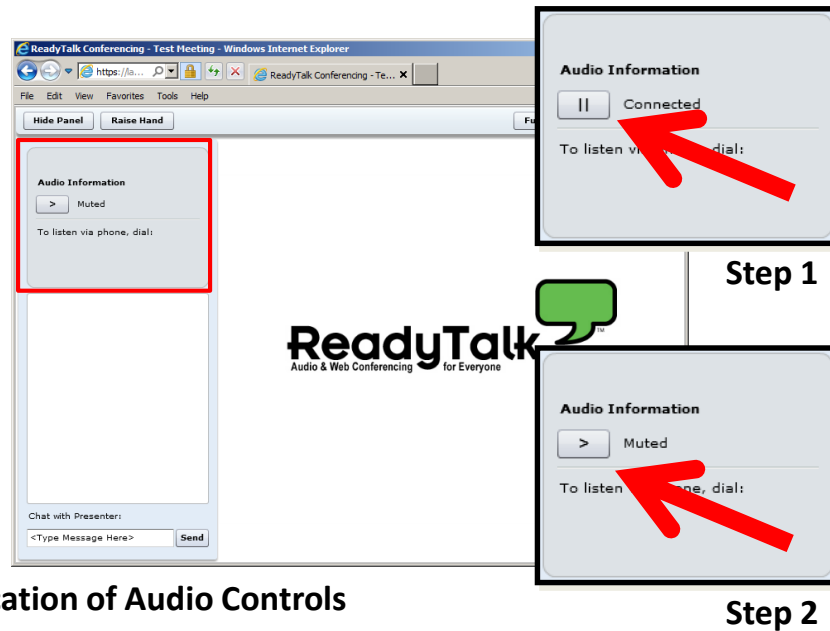 ReadyTalk Conferencing - Test Meeting - Windows Internet Explorer
https://la...
ReadyTalk Conferencing - Te...
File Edit View Favorites Tools Help
Hide Panel
Raise Hand
Audio Information
> Muted
To listen via phone, dial:
ReadyTalk
TM
Audio & Web Conferencing for Everyone
Chat with Presenter:
<Type Message Here>
Send
Audio Information
|| Connected
To listen dial:
Step 1
Audio Information
> Muted
To listen dial:
Step 2
of Audio Controls